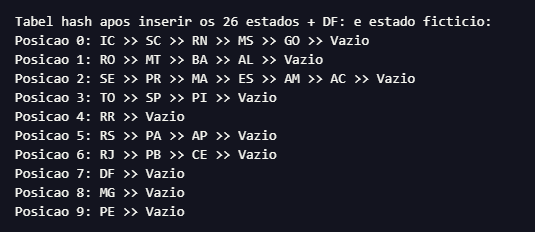 Tabel hash apos inserir os 26 estados + DF: e estado ficticio:
Posicao 0: IC >> SC >> RN >> MS >> GO >> Vazio
Posicao 1: RO >> MT >> BA >> AL >> Vazio
Posicao 2: SE >> PR >> MA >> ES >> AM >> AC >> Vazio
Posicao 3: TO >> SP >> PI >> Vazio
Posicao 4: RR >> Vazio
Posicao 5: RS >> PA >> AP >> Vazio
Posicao 6: RJ >> PB >> CE >> Vazio
Posicao 7: DF >> Vazio
Posicao 8: MG >> Vazio
Posicao 9: PE >> Vazio